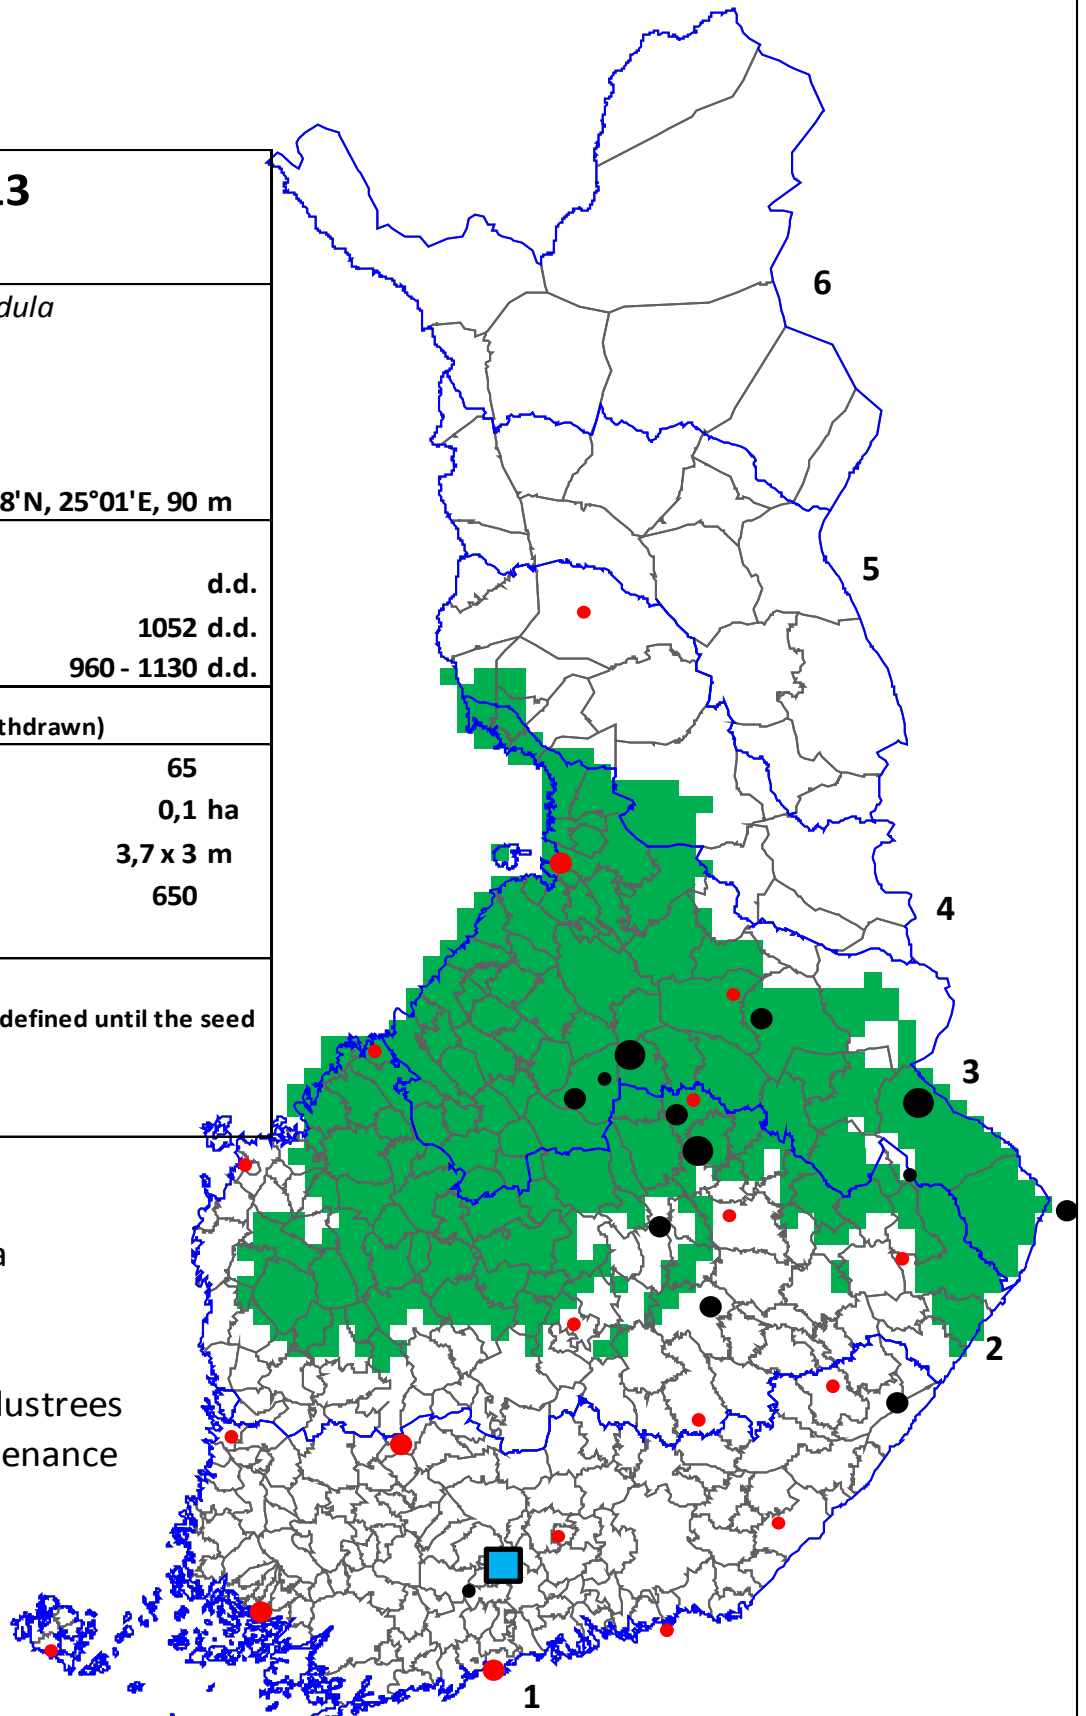 .13
dula
8'N, 25°01'E, 90 m
d.d.
1052 d.d.
960 - 1130 d.d.
thdrawn)
65
0,1 ha
3,7 x 3 m
650
defined until the seed
a
lustrees
enance
6
5
4
3
2
1